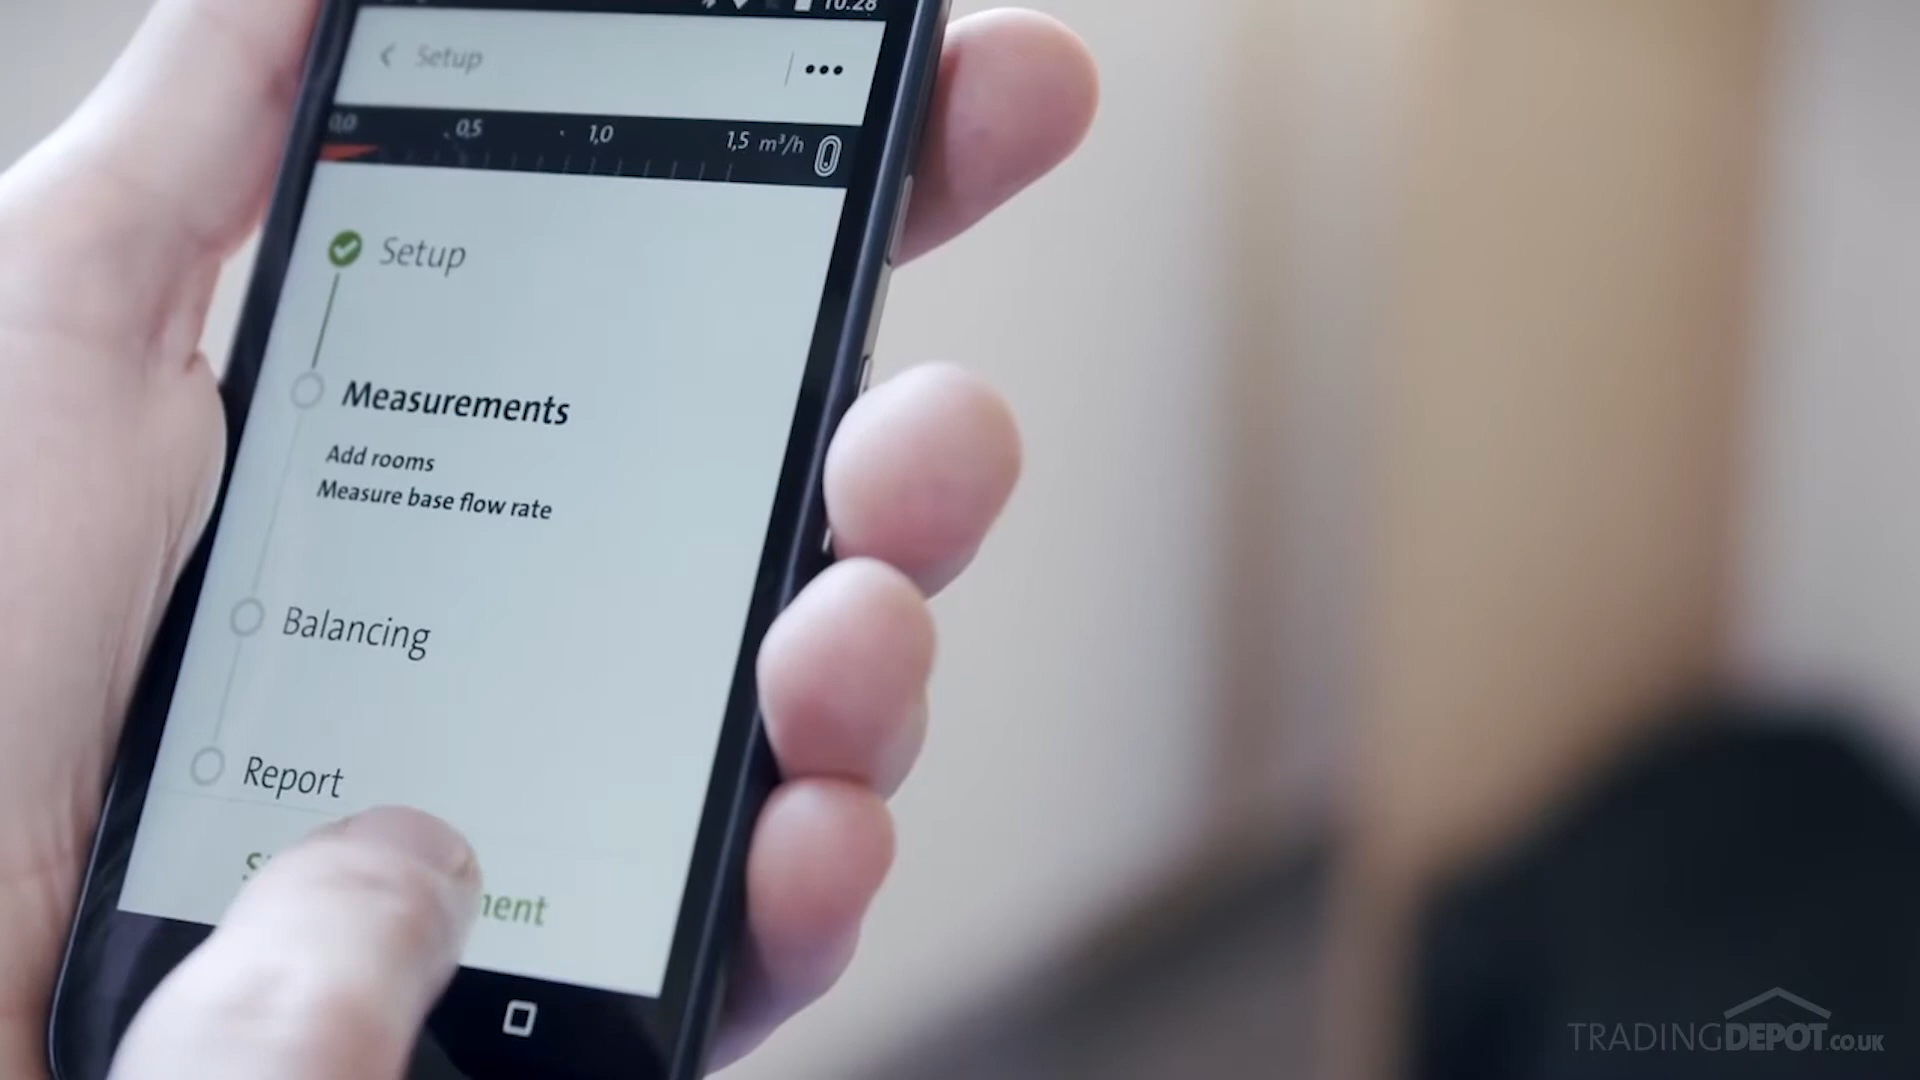 10:28
Setup
0,0 0,5 1,0 1,5 m³/h
Setup
Measurements
Add rooms
Measure base flow rate
Balancing
Report
TRADINGDEPOT.CO.UK